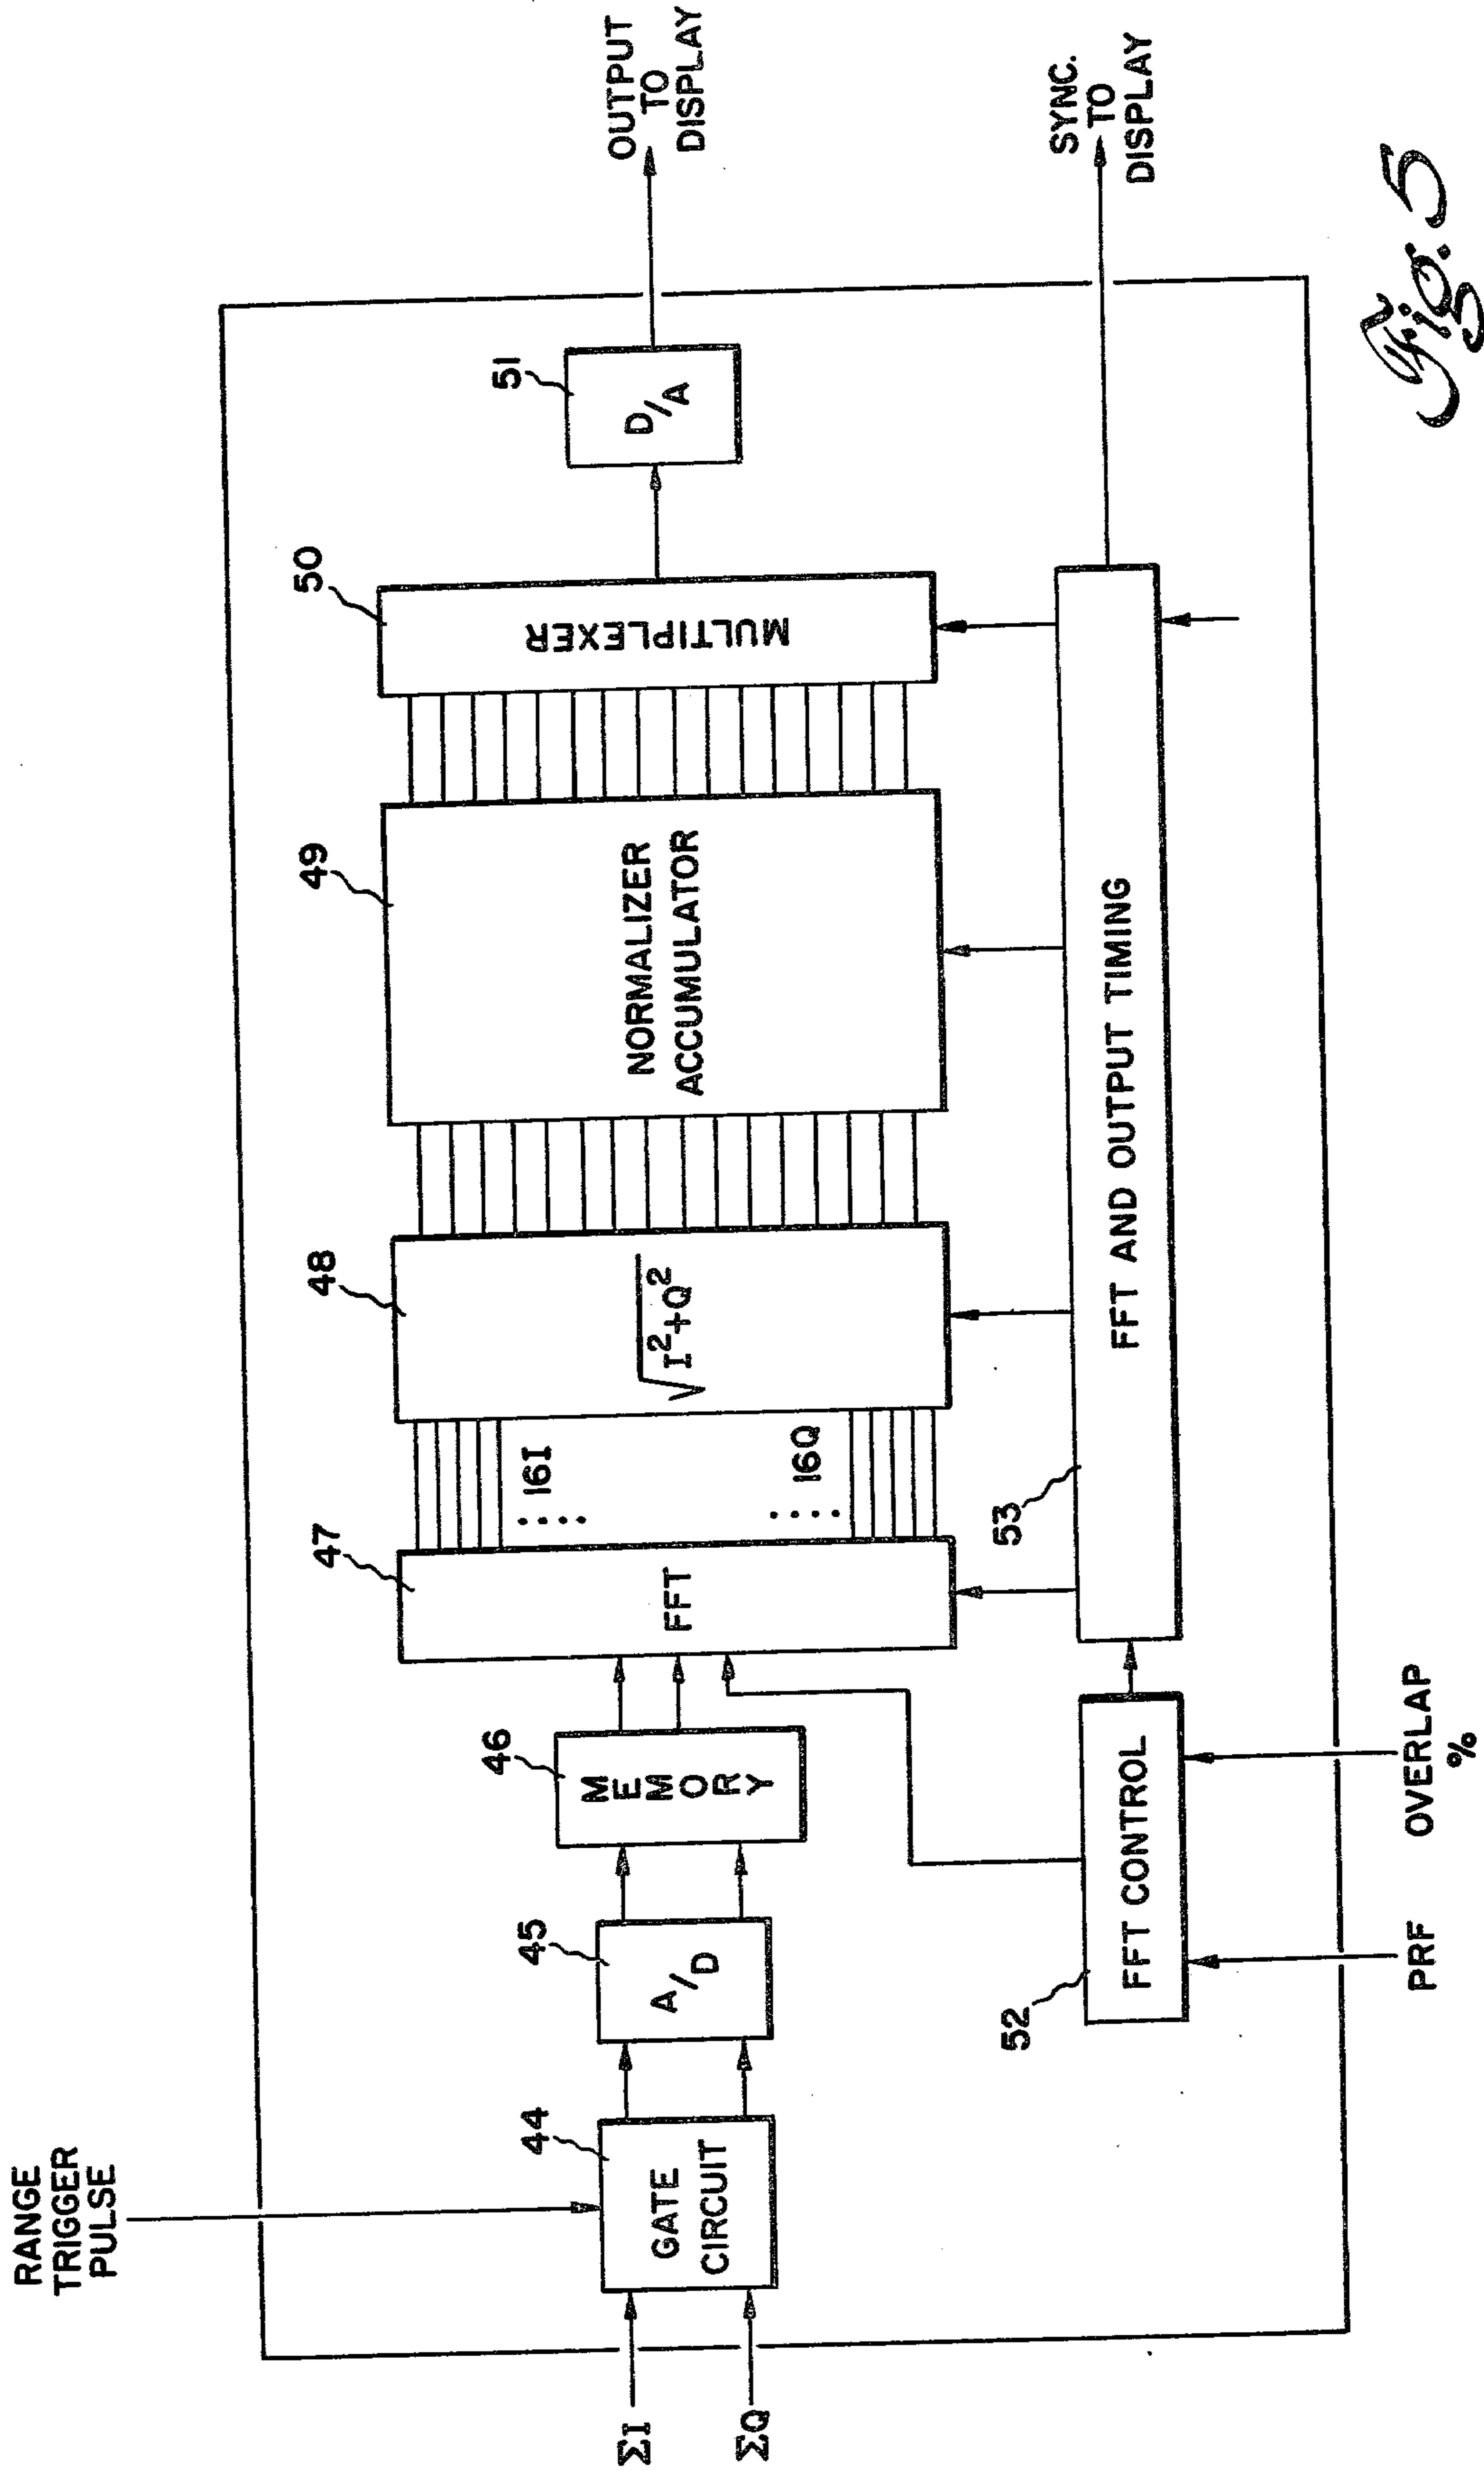 RANGE
TRIGGER
PULSE
ΣI
ΣQ
44
GATE
CIRCUIT
45
A/D
46
MEMORY
47
FFT
16I
16Q
48
√I²+Q²
49
NORMALIZER
ACCUMULATOR
50
MULTIPLEXER
51
D/A
OUTPUT
TO
DISPLAY
52
FFT CONTROL
PRF
OVERLAP
%
53
FFT AND OUTPUT TIMING
SYNC.
TO
DISPLAY
Fig. 5